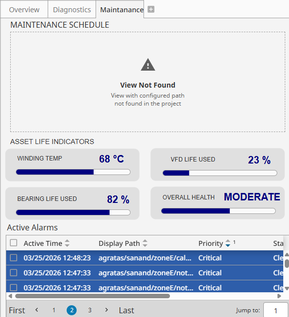 Overview Diagnostics Maintenance
MAINTENANCE SCHEDULE
View Not Found
View with configured path
not found in the project
ASSET LIFE INDICATORS
WINDING TEMP 68 °C
VFD LIFE USED 23 %
BEARING LIFE USED 82 %
OVERALL HEALTH MODERATE
Active Alarms
Active Time Display Path Priority 1 Sta
03/25/2026 12:48:23 agratas/sanand/zoneE/cal... Critical Cle
03/25/2026 12:47:33 agratas/sanand/zoneE/not... Critical Cle
03/25/2026 12:47:33 agratas/sanand/zoneE/not... Critical Cle
First 1 2 3 Last Jump to: 1